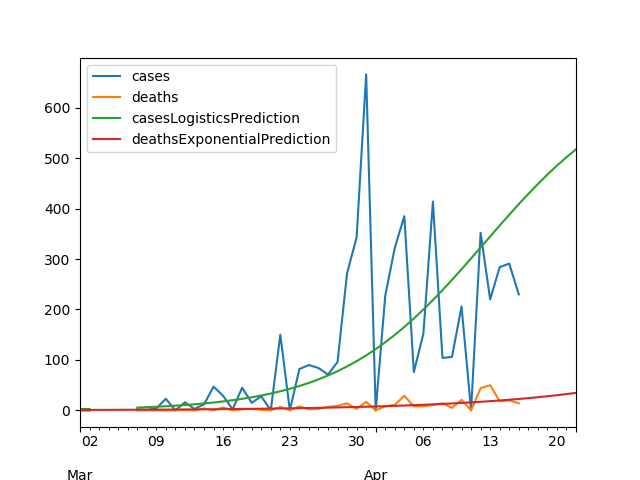 cases
deaths
casesLogisticsPrediction
deathsExponentialPrediction
600
500
400
300
200
100
0
02 09 16 23 30 06 13 20
Mar Apr